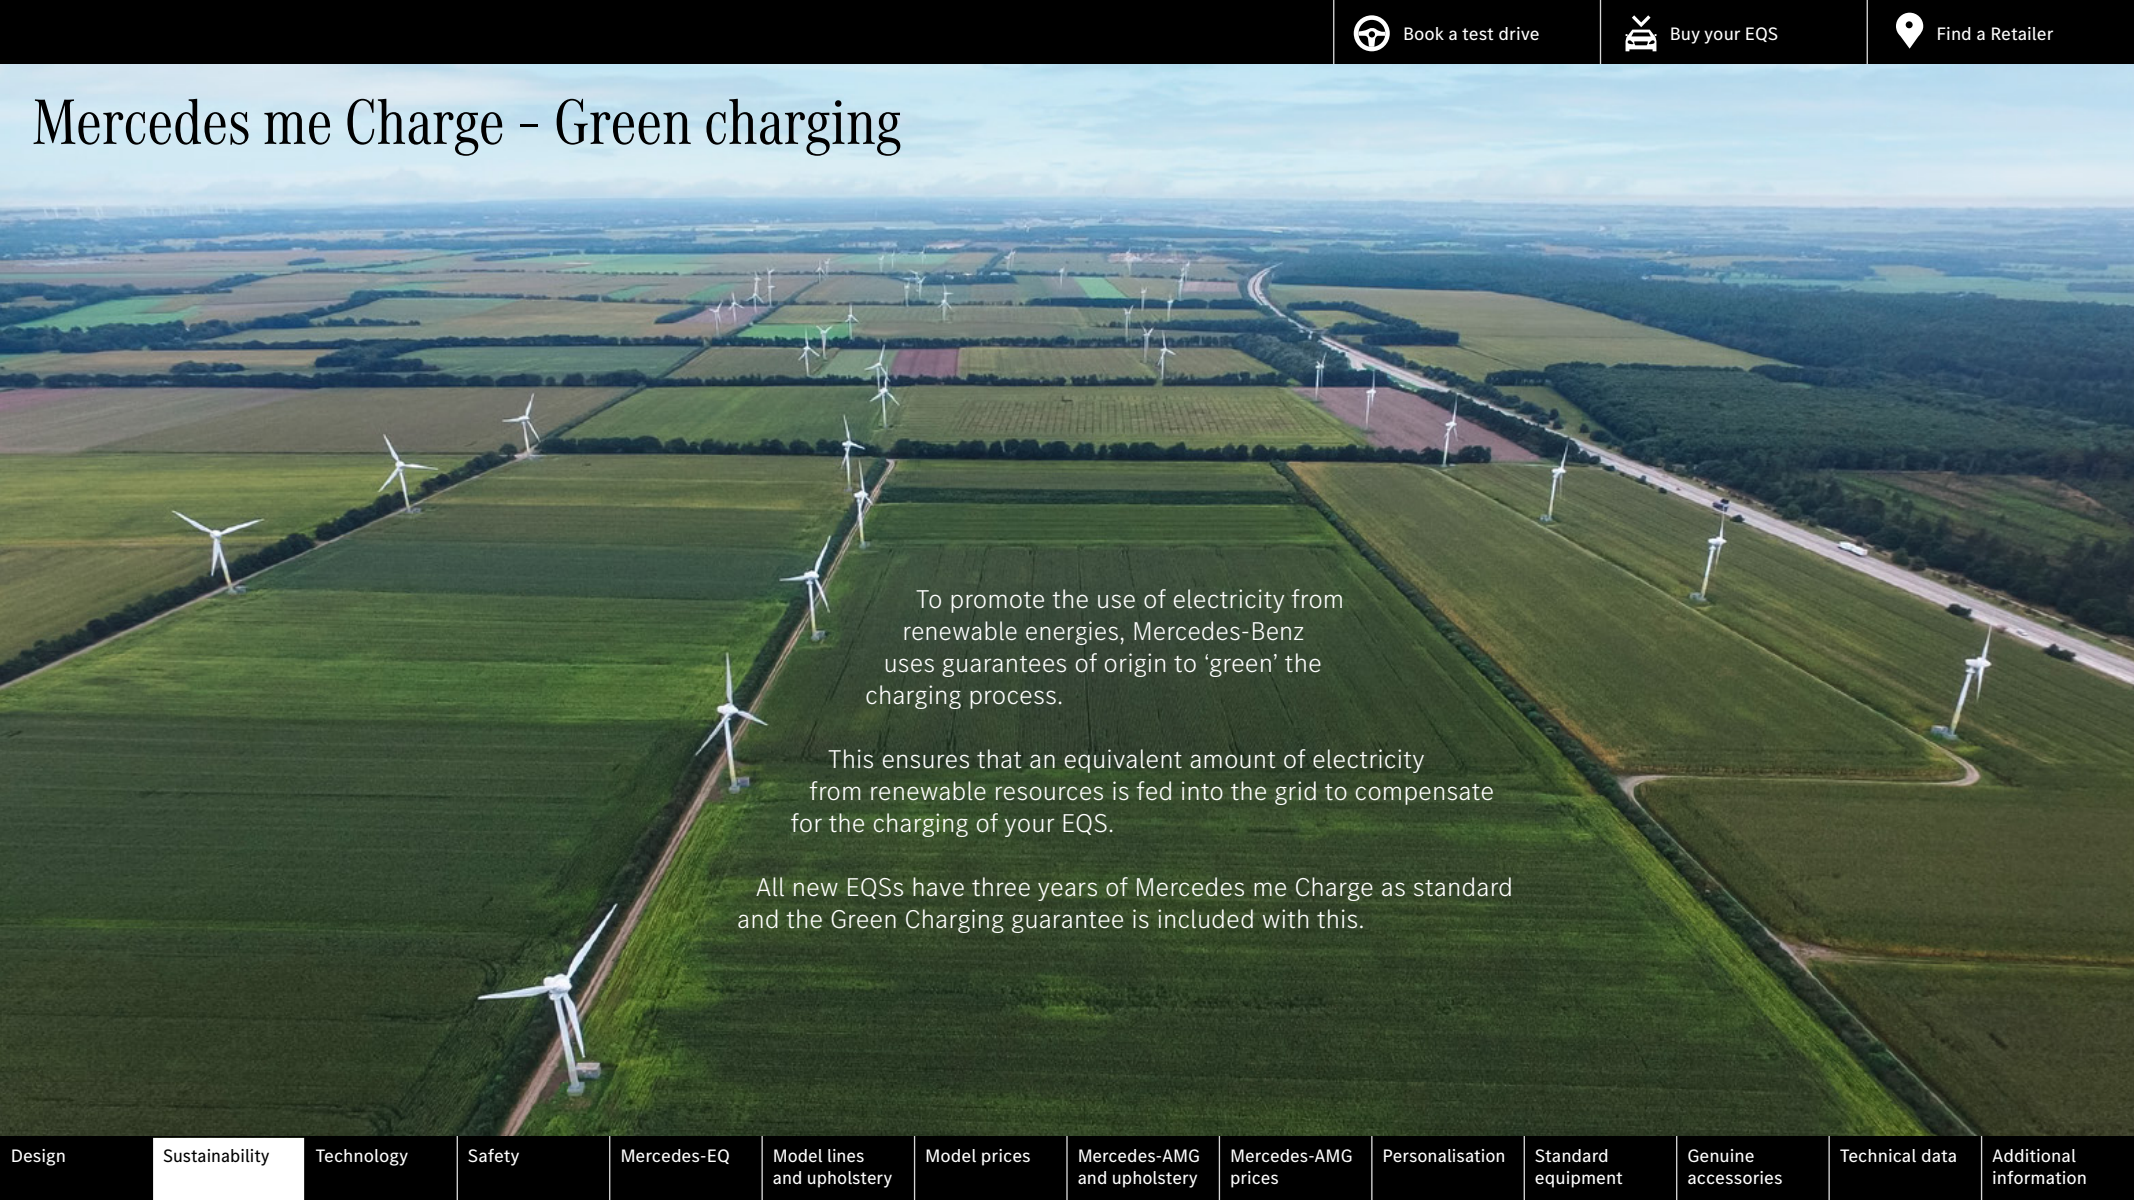 Book a test drive
Buy your EQS
Find a Retailer
Mercedes me Charge – Green charging
To promote the use of electricity from
renewable energies, Mercedes-Benz
uses guarantees of origin to ‘green’ the
charging process.
This ensures that an equivalent amount of electricity
from renewable resources is fed into the grid to compensate
for the charging of your EQS.
All new EQSs have three years of Mercedes me Charge as standard
and the Green Charging guarantee is included with this.
Design
Sustainability
Technology
Safety
Mercedes-EQ
Model lines
and upholstery
Model prices
Mercedes-AMG
and upholstery
Mercedes-AMG
prices
Personalisation
Standard
equipment
Genuine
accessories
Technical data
Additional
information